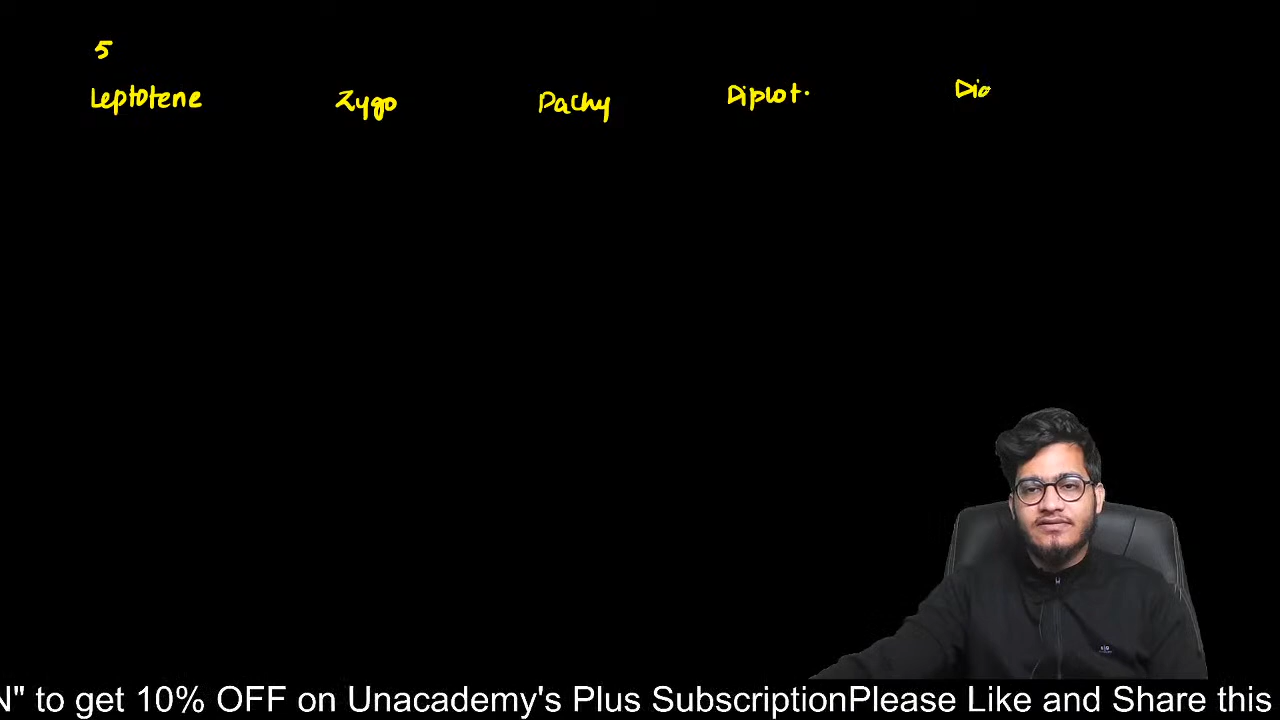 5
Leptotene Zygo Pachy Diplot. Dia
N" to get 10% OFF on Unacademy's Plus SubscriptionPlease Like and Share this